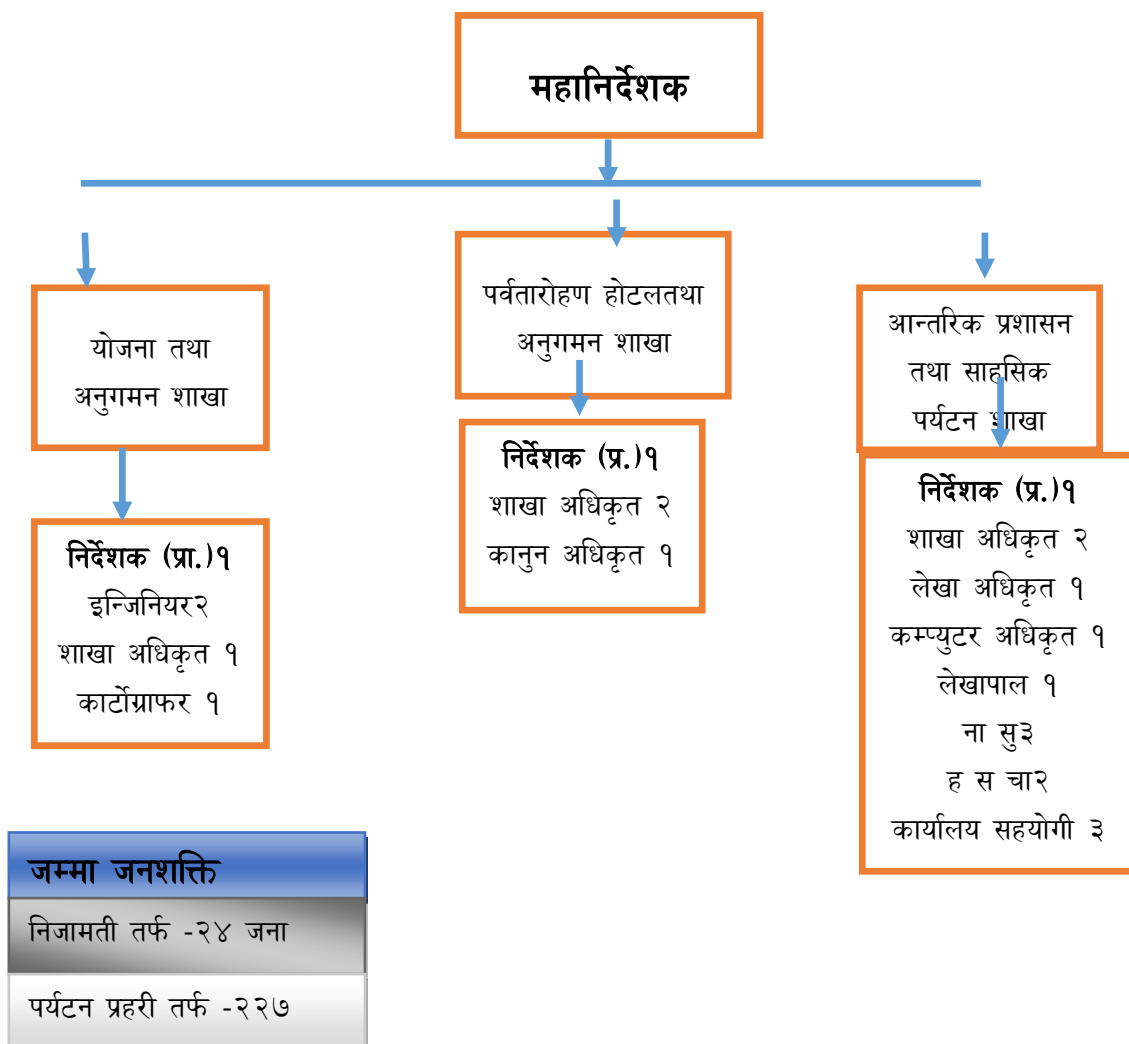 महानिर्देशक
योजना तथा
अनुगमन शाखा
निर्देशक (प्रा.)१
इन्जिनियर२
शाखा अधिकृत १
कार्टोग्राफर १
पर्वतारोहण होटलतथा
अनुगमन शाखा
निर्देशक (प्र.)१
शाखा अधिकृत २
कानुन अधिकृत १
आन्तरिक प्रशासन
तथा साहसिक
पर्यटन शाखा
निर्देशक (प्र.)१
शाखा अधिकृत २
लेखा अधिकृत १
कम्प्युटर अधिकृत १
लेखापाल १
ना सु३
ह स चा२
कार्यालय सहयोगी ३
जम्मा जनशक्ति
निजामती तर्फ -२४ जना
पर्यटन प्रहरी तर्फ -२२७